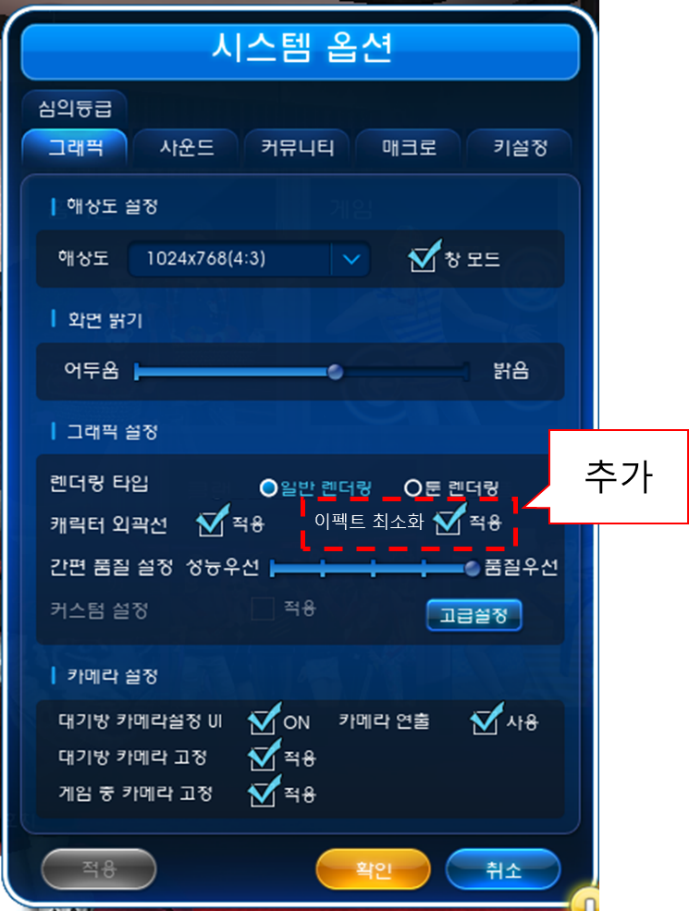 시스템 옵션
심의등급
그래픽 사운드 커뮤니티 매크로 키설정
해상도 설정
게임
해상도 1024x768(4:3) 창 모드
화면 밝기
어두움 밝음
그래픽 설정
추가
렌더링 타입 일반 렌더링 툰 렌더링
캐릭터 외곽선 적용 이펙트 최소화 적용
간편 품질 설정 성능우선 품질우선
커스텀 설정 적용 고급설정
카메라 설정
대기방 카메라설정 UI ON 카메라 연출 사용
대기방 카메라 고정 적용
게임 중 카메라 고정 적용
적용 확인 취소